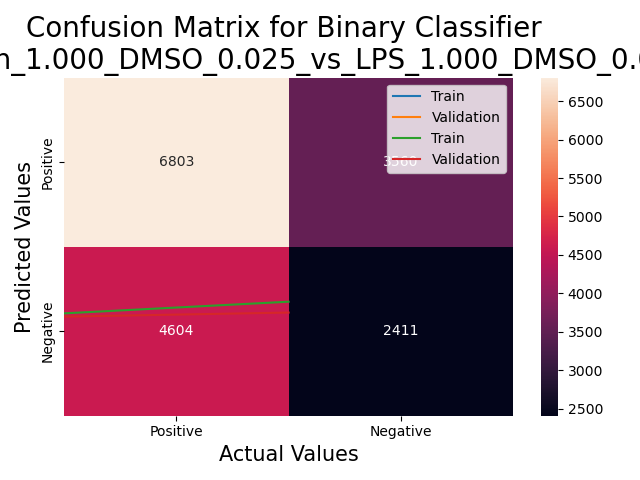 Confusion Matrix for Binary Classifier
n_1.000_DMSO_0.025_vs_LPS_1.000_DMSO_0.0
Train
Validation
Train
Validation
6803
4604
2411
Positive
Negative
Predicted Values
Positive
Negative
Actual Values
6500
6000
5500
5000
4500
4000
3500
3000
2500